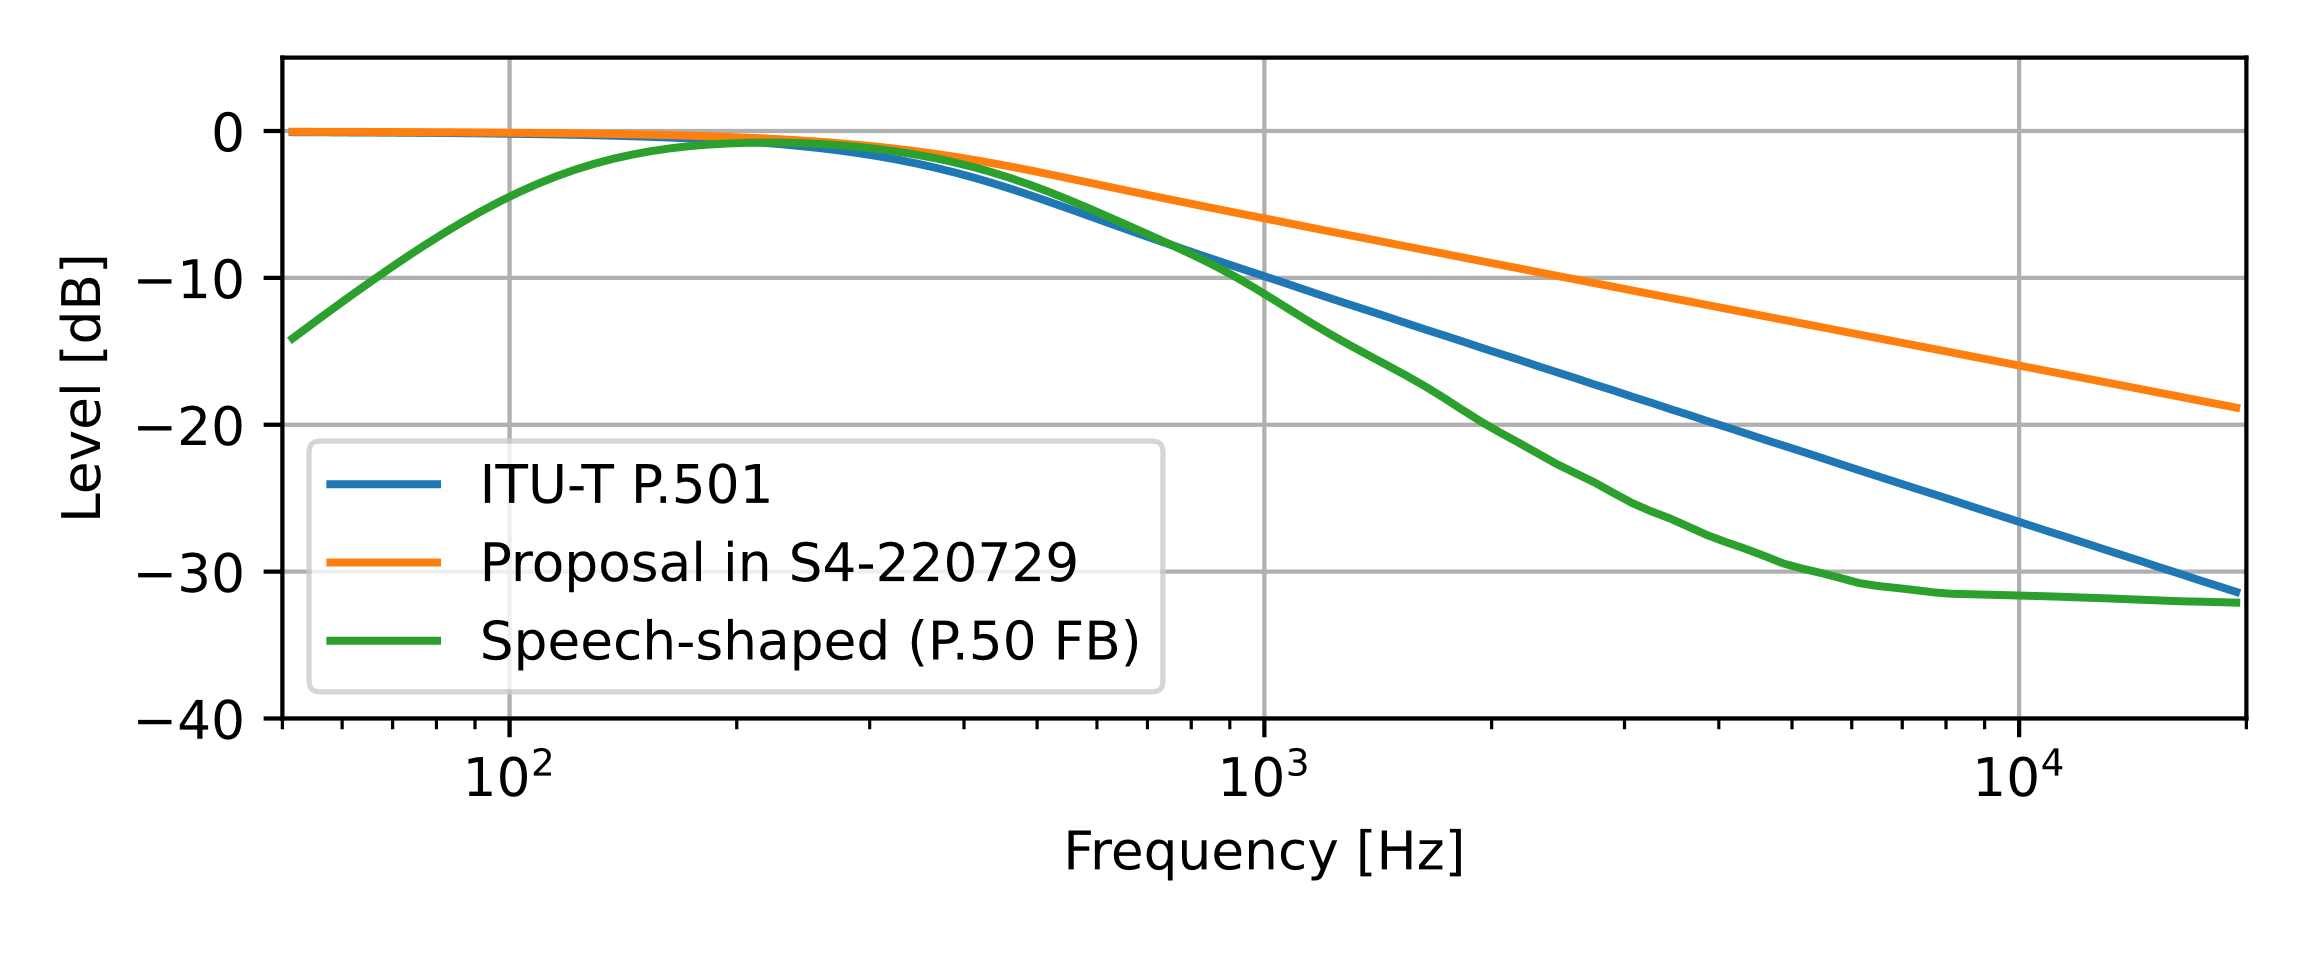 Level [dB]
0
−10
−20
−30
−40
ITU-T P.501
Proposal in S4-220729
Speech-shaped (P.50 FB)
10² 10³ 10⁴
Frequency [Hz]